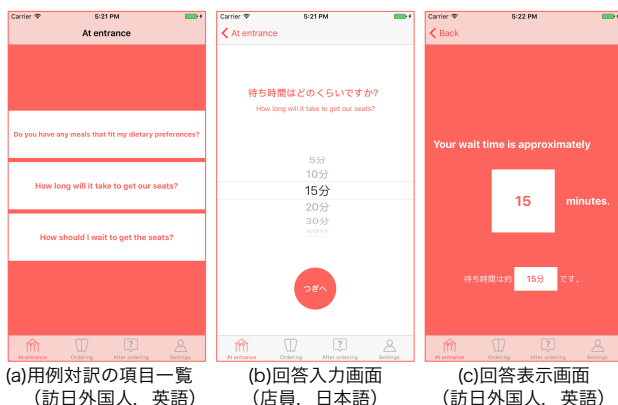 Carrier 5:21 PM
At entrance
Do you have any meals that fit my dietary preferences?
How long will it take to get our seats?
How should I wait to get the seats?
At entrance Ordering After ordering Settings
(a)用例対訳の項目一覧
（訪日外国人，英語）
Carrier 5:21 PM
At entrance
待ち時間はどのくらいですか?
How long will it take to get our seats?
5分
10分
15分
20分
30分
40分
つぎへ
At entrance Ordering After ordering Settings
(b)回答入力画面
（店員，日本語）
Carrier 5:22 PM
Back
Your wait time is approximately
15 minutes.
待ち時間は約 15分 です。
At entrance Ordering After ordering Settings
(c)回答表示画面
（訪日外国人，英語）